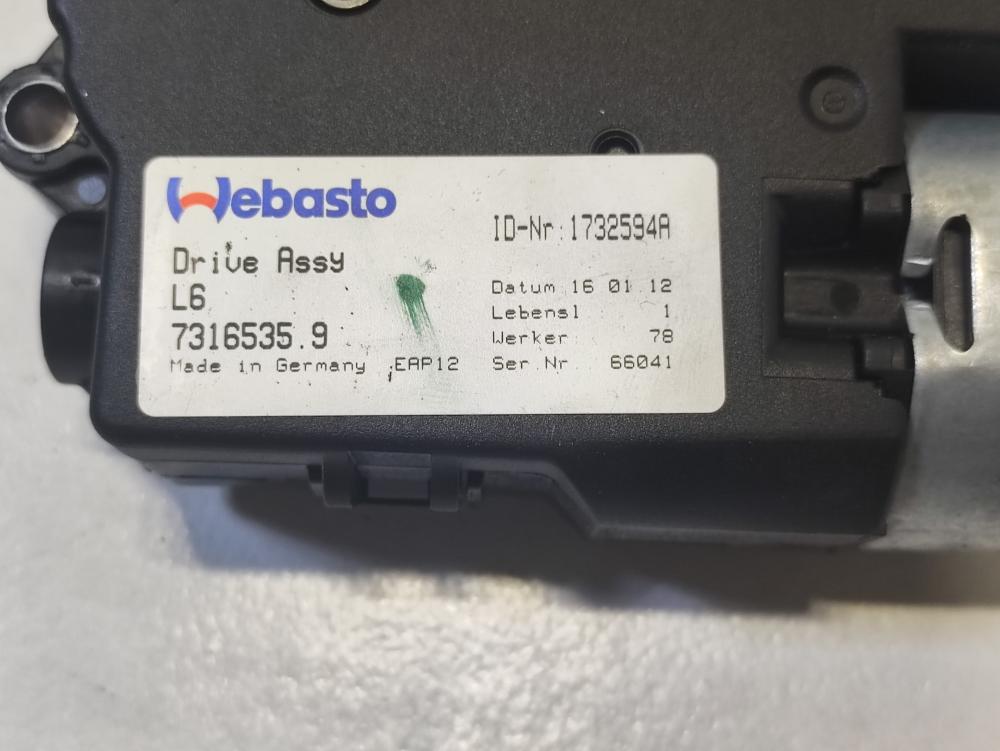 Webasto
Drive Assy
L6
7316535.9
Made in Germany EAP12
ID-Nr:1732594A
Datum 16 01 12
Lebensl 1
Werker: 78
Ser.Nr. 66041